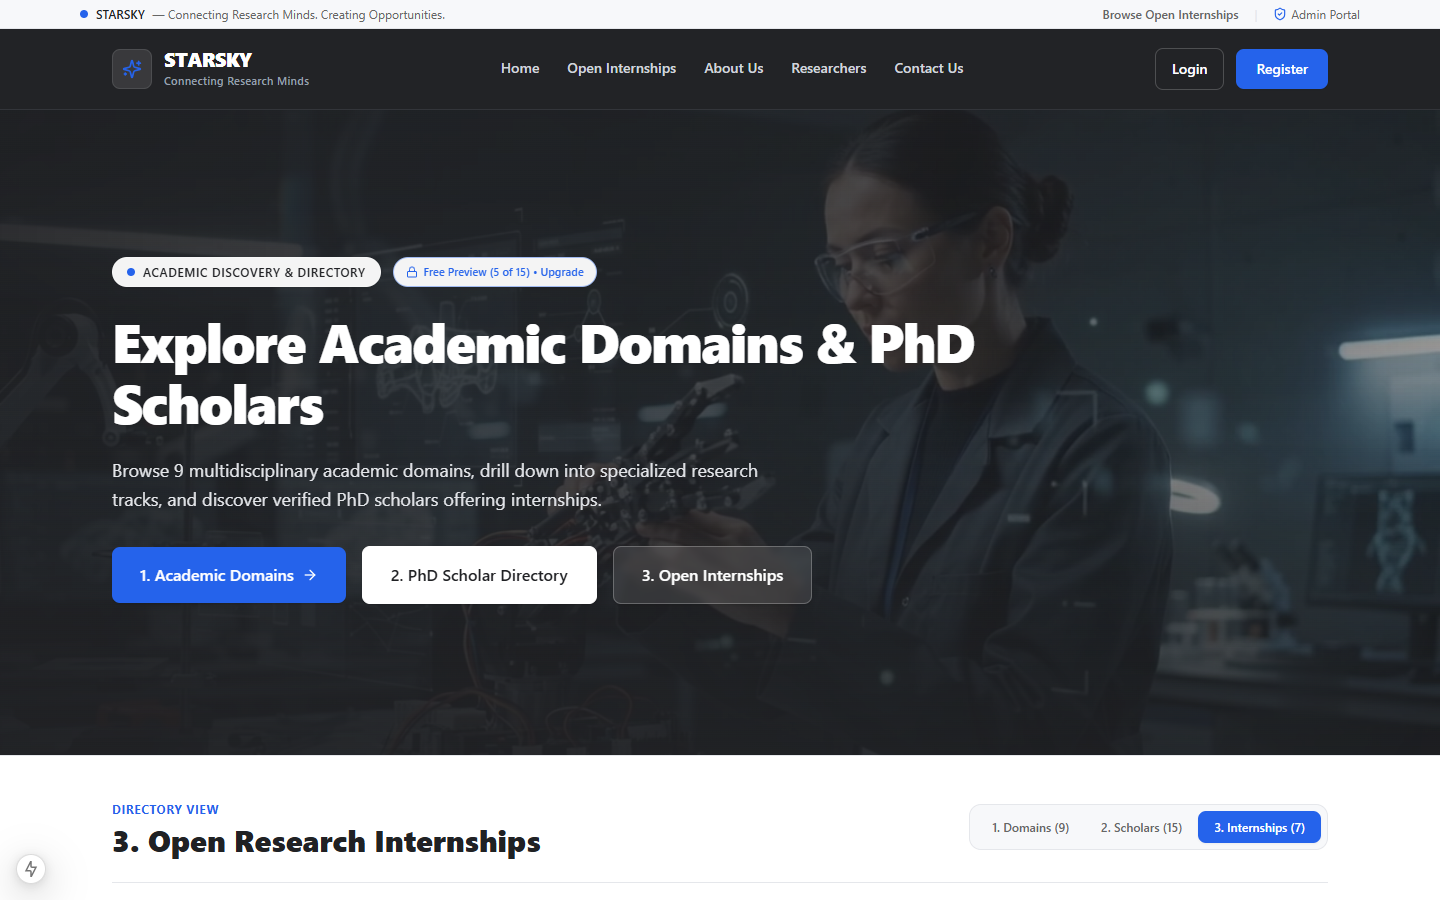 STARSKY — Connecting Research Minds. Creating Opportunities.
Browse Open Internships | Admin Portal
STARSKY
Connecting Research Minds
Home
Open Internships
About Us
Researchers
Contact Us
Login
Register
ACADEMIC DISCOVERY & DIRECTORY
Free Preview (5 of 15) • Upgrade
Explore Academic Domains & PhD
Scholars
Browse 9 multidisciplinary academic domains, drill down into specialized research
tracks, and discover verified PhD scholars offering internships.
1. Academic Domains →
2. PhD Scholar Directory
3. Open Internships
DIRECTORY VIEW
3. Open Research Internships
1. Domains (9)
2. Scholars (15)
3. Internships (7)